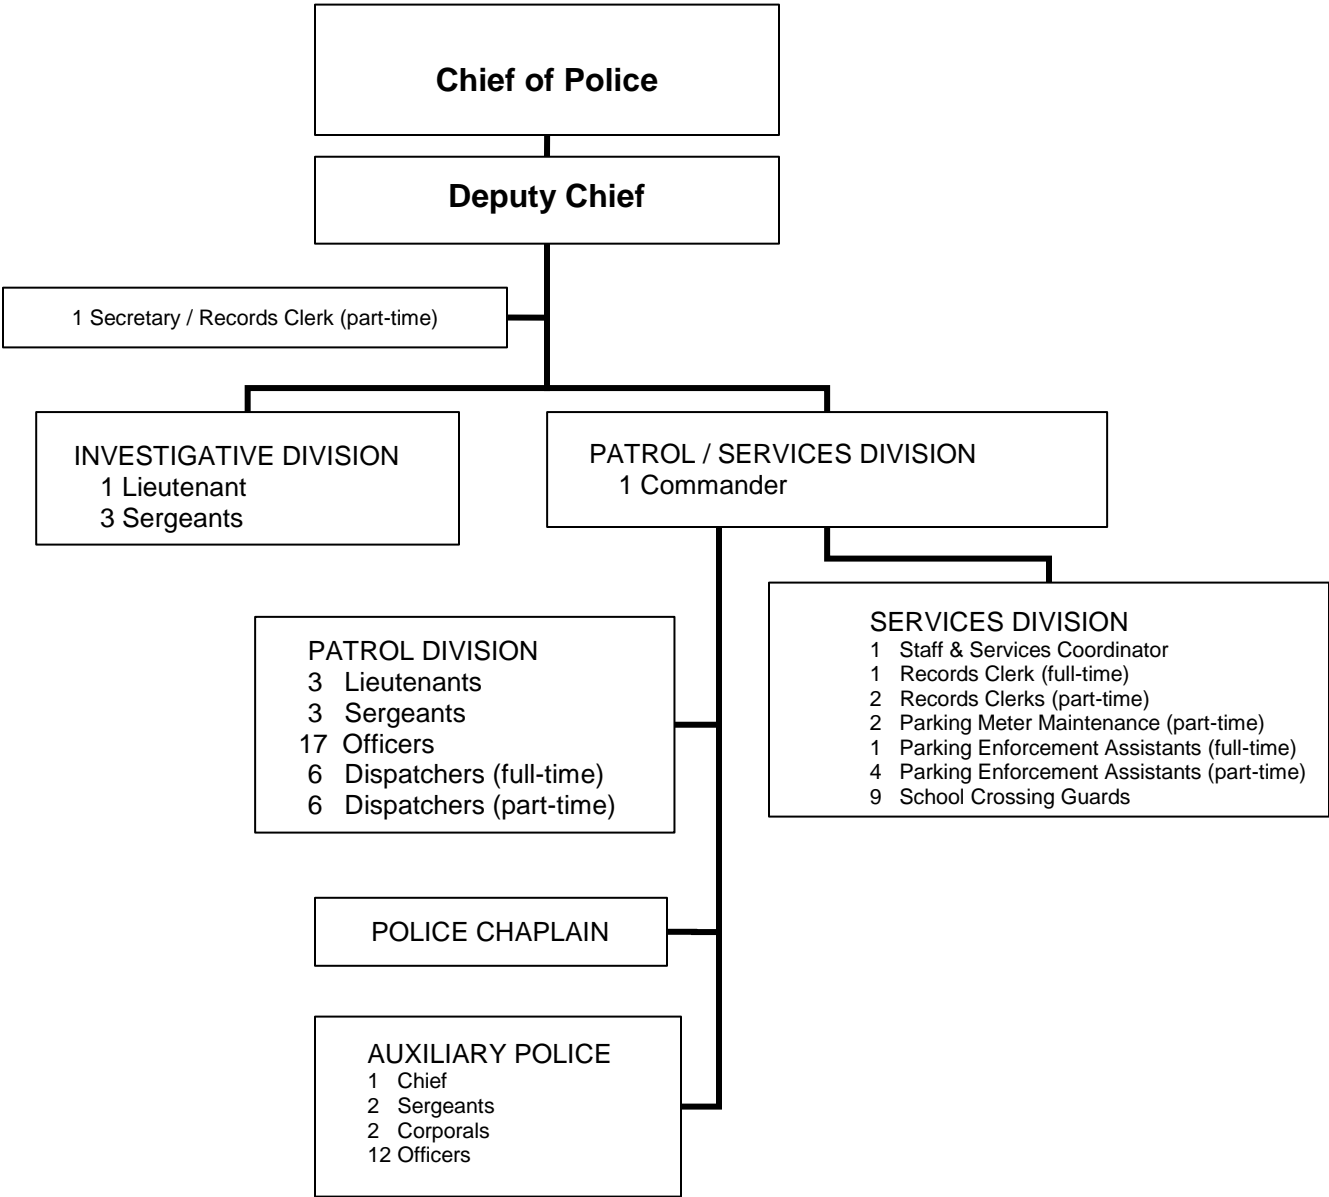 Chief of Police
Deputy Chief
1 Secretary / Records Clerk (part-time)
INVESTIGATIVE DIVISION
1 Lieutenant
3 Sergeants
PATROL / SERVICES DIVISION
1 Commander
PATROL DIVISION
3 Lieutenants
3 Sergeants
17 Officers
6 Dispatchers (full-time)
6 Dispatchers (part-time)
SERVICES DIVISION
1 Staff & Services Coordinator
1 Records Clerk (full-time)
2 Records Clerks (part-time)
2 Parking Meter Maintenance (part-time)
1 Parking Enforcement Assistants (full-time)
4 Parking Enforcement Assistants (part-time)
9 School Crossing Guards
POLICE CHAPLAIN
AUXILIARY POLICE
1 Chief
2 Sergeants
2 Corporals
12 Officers